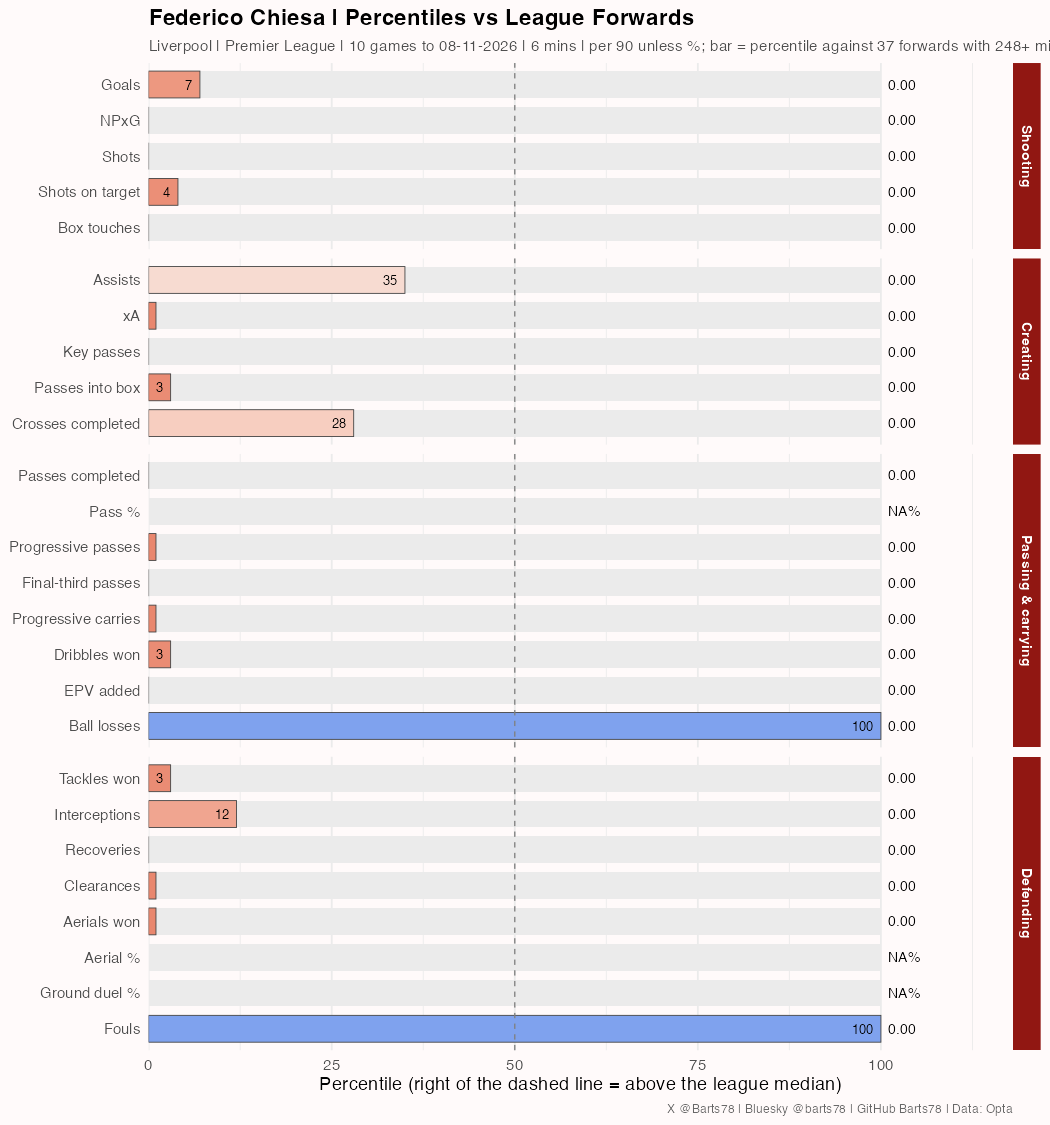 Federico Chiesa | Percentiles vs League Forwards
Liverpool | Premier League | 10 games to 08-11-2026 | 6 mins | per 90 unless %; bar = percentile against 37 forwards with 248+ mi
Shooting
Goals 7 0.00
NPxG 0.00
Shots 0.00
Shots on target 4 0.00
Box touches 0.00
Creating
Assists 35 0.00
xA 0.00
Key passes 0.00
Passes into box 3 0.00
Crosses completed 28 0.00
Passing & carrying
Passes completed 0.00
Pass % NA%
Progressive passes 0.00
Final-third passes 0.00
Progressive carries 0.00
Dribbles won 3 0.00
EPV added 0.00
Ball losses 100 0.00
Defending
Tackles won 3 0.00
Interceptions 12 0.00
Recoveries 0.00
Clearances 0.00
Aerials won 0.00
Aerial % NA%
Ground duel % NA%
Fouls 100 0.00
0 25 50 75 100
Percentile (right of the dashed line = above the league median)
X @Barts78 | Bluesky @barts78 | GitHub Barts78 | Data: Opta